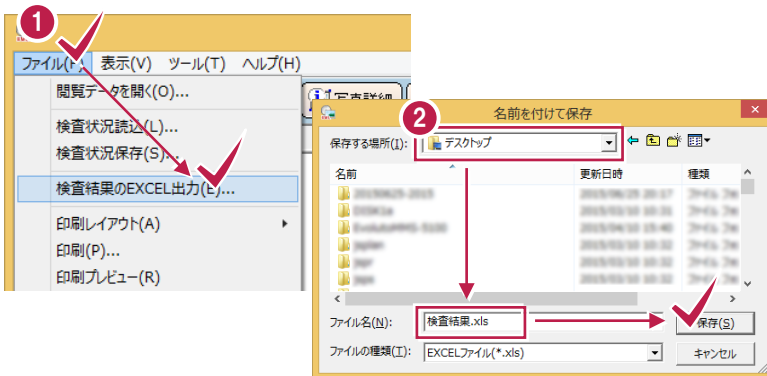 1
ファイル(F) 表示(V) ツール(T) ヘルプ(H)
閲覧データを開く(O)...
検査状況読込(L)...
検査状況保存(S)...
検査結果のEXCEL出力(E)...
印刷レイアウト(A)
印刷(P)...
印刷プレビュー(R)
写真詳細
2
名前を付けて保存
保存する場所(I): デスクトップ
名前 更新日時 種類
ファイル名(N): 検査結果.xls 保存(S)
ファイルの種類(T): EXCELファイル(*.xls) キャンセル